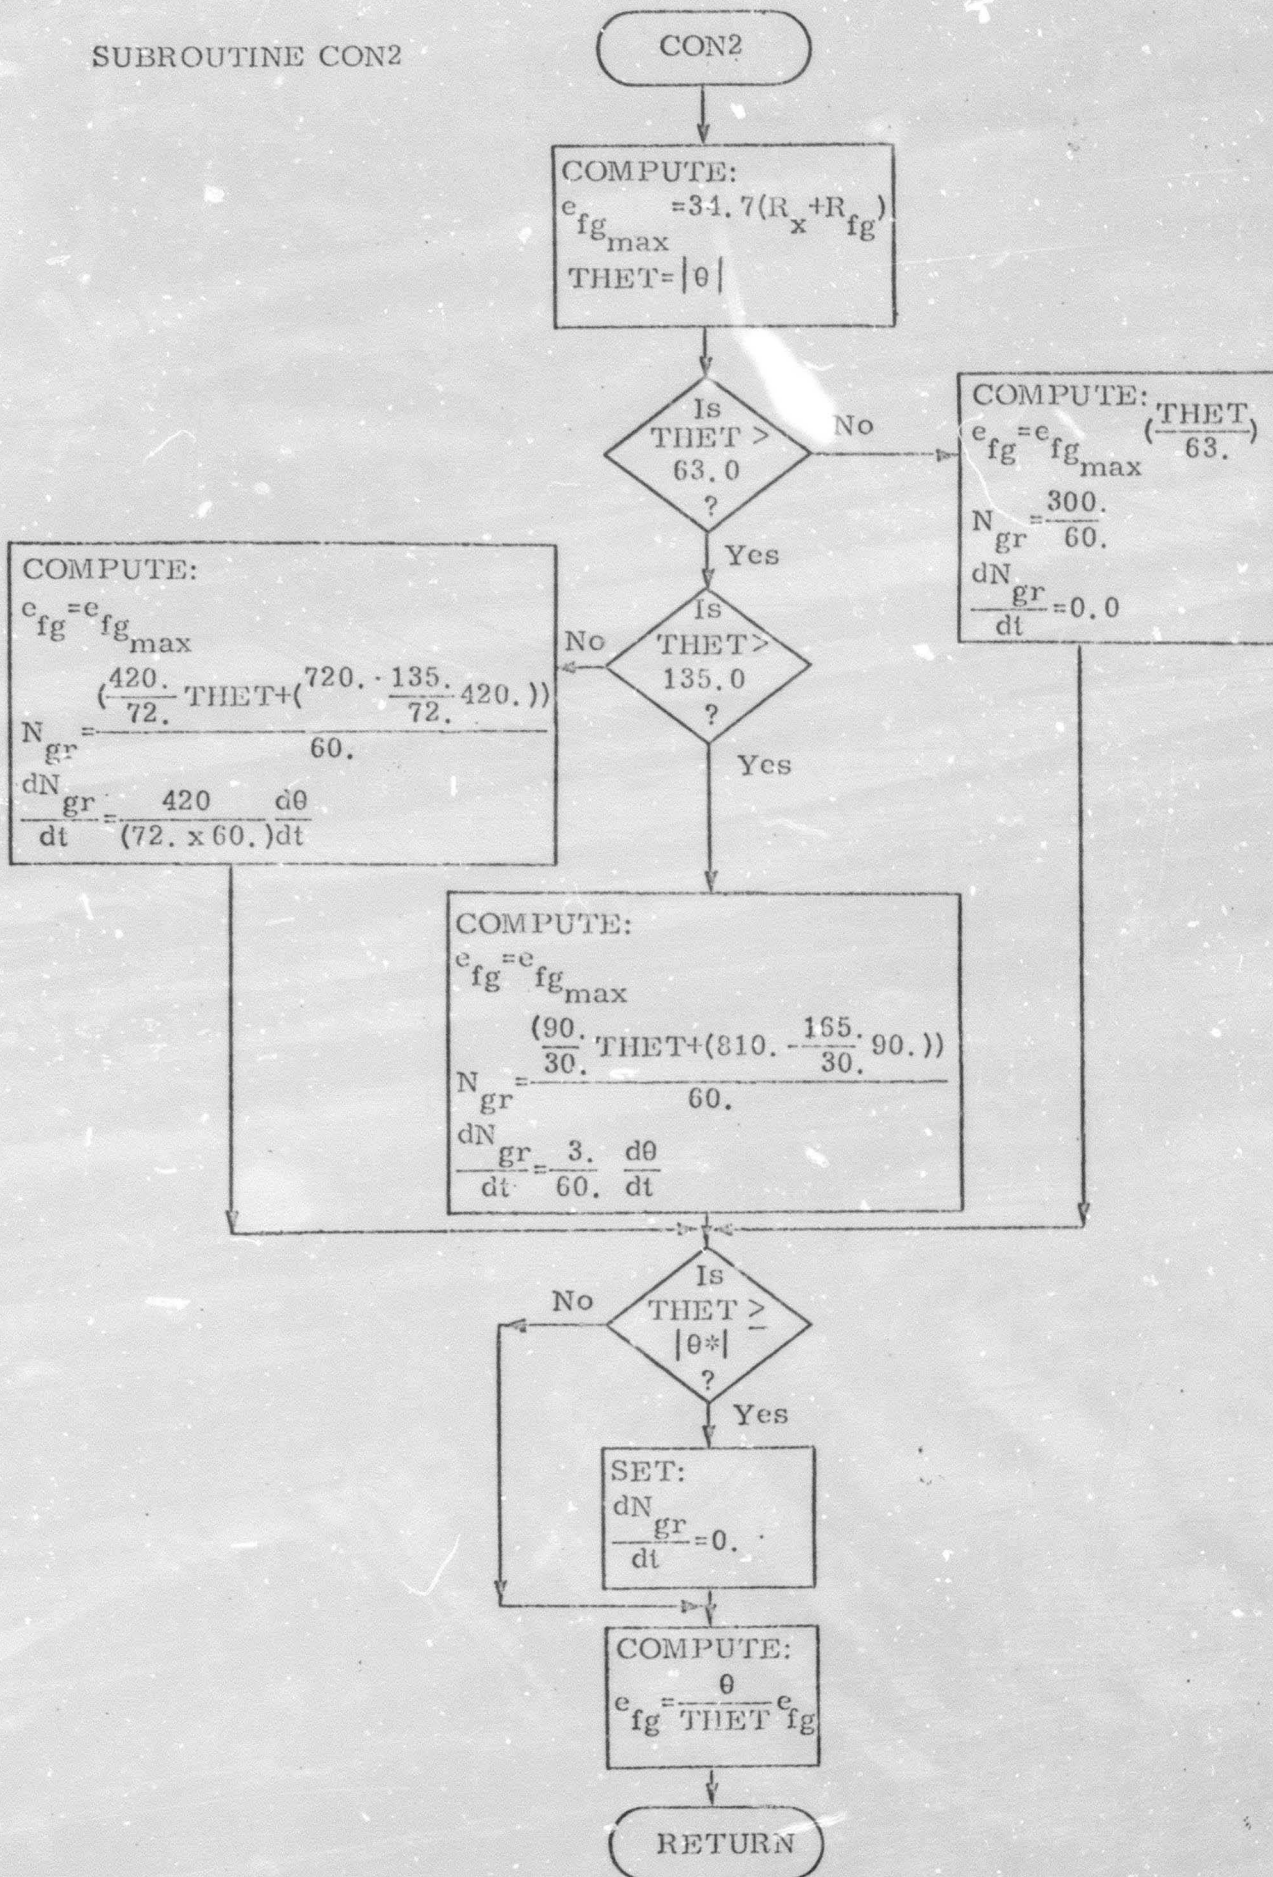 SUBROUTINE CON2
CON2
COMPUTE:
e_fg_max =34.7(R_x+R_fg)
THET=|θ|
Is
THET >
63.0
?
No
Yes
COMPUTE:
e_fg=e_fg_max (THET/63.)
N_gr=300./60.
dN_gr/dt=0.0
Is
THET>
135.0
?
No
Yes
COMPUTE:
e_fg=e_fg_max
N_gr=(420./72. THET+(720.-135./72. 420.))/60.
dN_gr/dt=420/(72. x 60.) dθ/dt
COMPUTE:
e_fg=e_fg_max
N_gr=(90./30. THET+(810.-165./30. 90.))/60.
dN_gr/dt=3./60. dθ/dt
Is
THET ≥
|θ*|
?
No
Yes
SET:
dN_gr/dt=0.
COMPUTE:
e_fg=θ/THET e_fg
RETURN